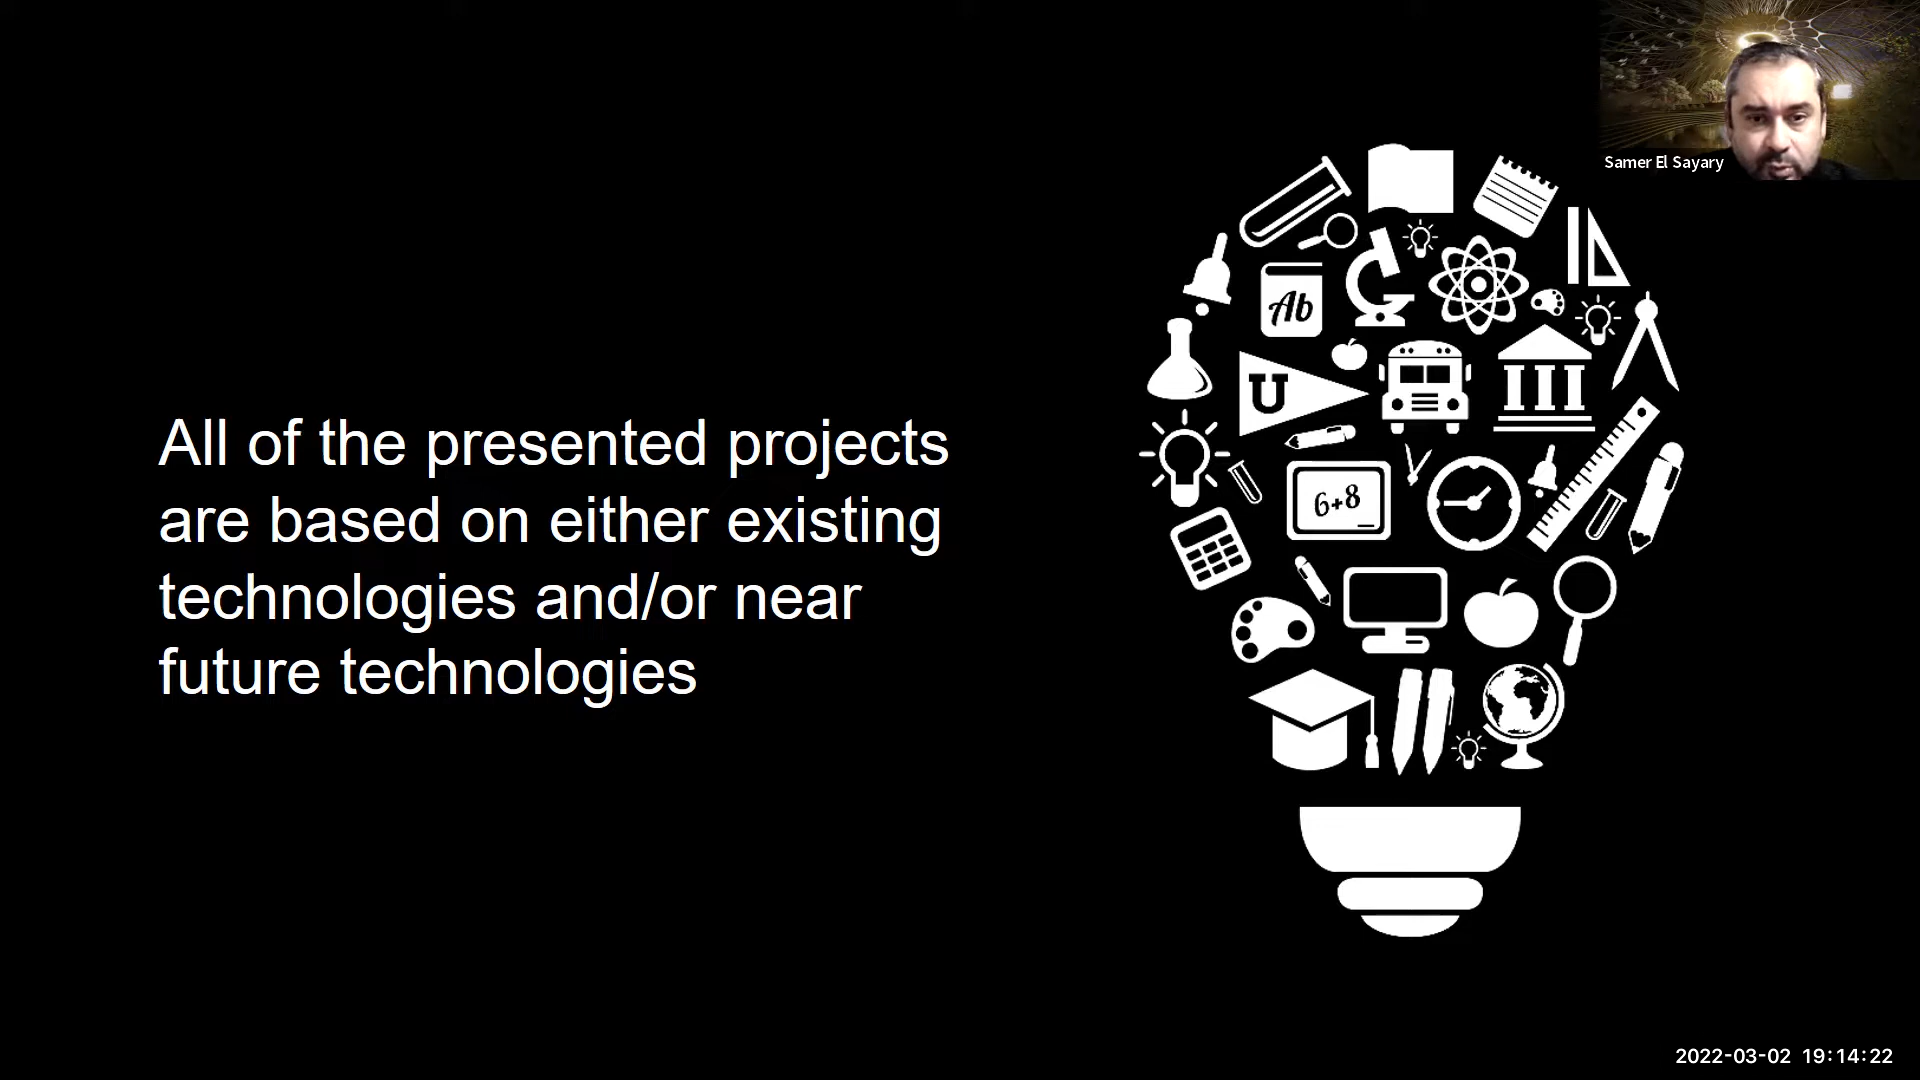 Samer El Sayary
Ab
U
6+8
All of the presented projects
are based on either existing
technologies and/or near
future technologies
2022-03-02 19:14:22